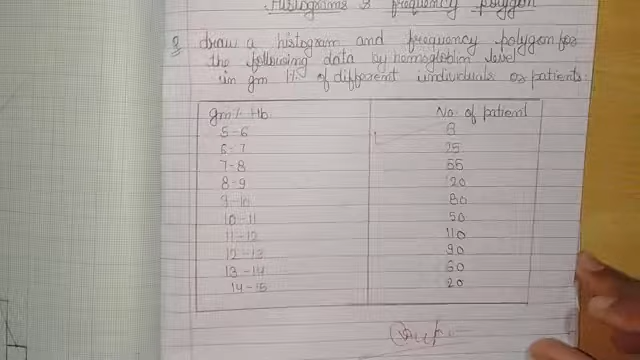 Histograms & frequency polygon
Q draw a histogram and frequency polygon for
the following data by hemogloblin level
in gm % of different individuals or patients:
gm% Hb No. of patient
5-6
6-7 25
7-8 55
8-9 120
9-10 80
10-11 50
11-12 110
12-13 90
13-14 60
14-15 20